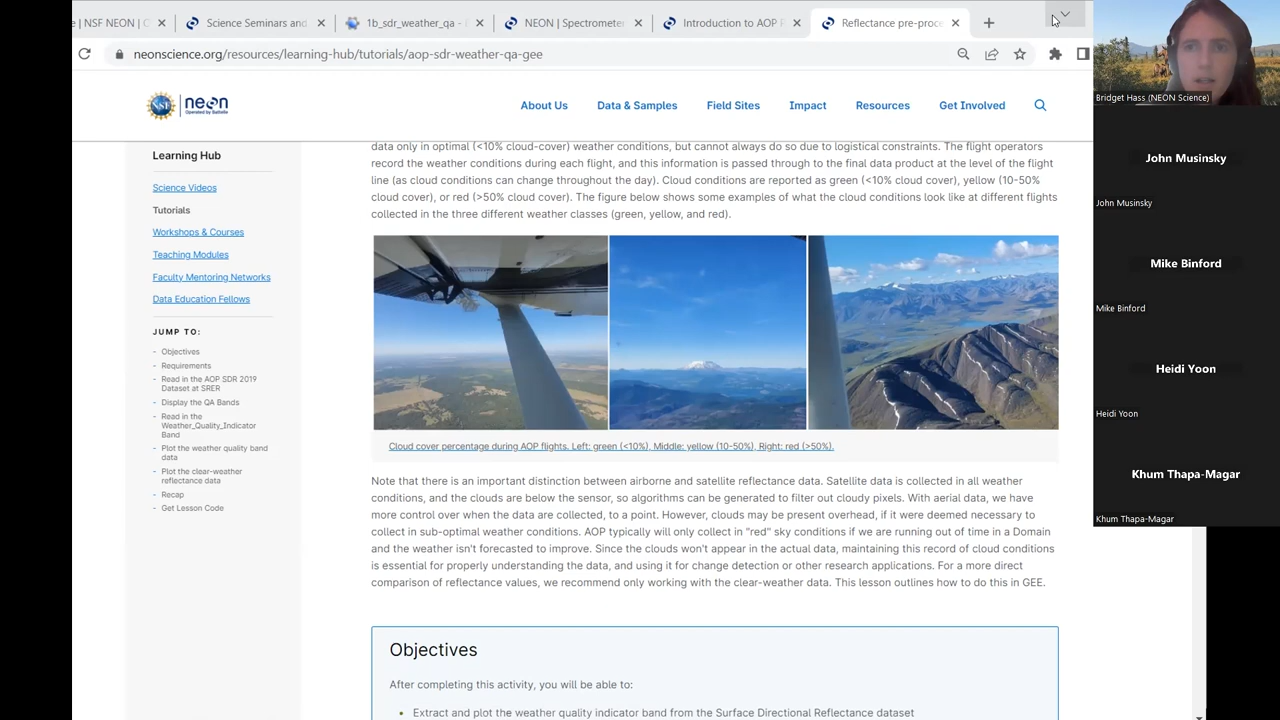 e | NSF NEON | C
Science Seminars and
1b_sdr_weather_qa - 
NEON | Spectromete
Introduction to AOP
Reflectance pre-proce
neonscience.org/resources/learning-hub/tutorials/aop-sdr-weather-qa-gee
NSF
neon
Operated by Battelle
About Us
Data & Samples
Field Sites
Impact
Resources
Get Involved
Learning Hub
Science Videos
Tutorials
Workshops & Courses
Teaching Modules
Faculty Mentoring Networks
Data Education Fellows
JUMP TO:
- Objectives
- Requirements
- Read in the AOP SDR 2019
Dataset at SRER
- Display the QA Bands
- Read in the
Weather_Quality_Indicator
Band
- Plot the weather quality band
data
- Plot the clear-weather
reflectance data
- Recap
- Get Lesson Code
data only in optimal (<10% cloud-cover) weather conditions, but cannot always do so due to logistical constraints. The flight operators
record the weather conditions during each flight, and this information is passed through to the final data product at the level of the flight
line (as cloud conditions can change throughout the day). Cloud conditions are reported as green (<10% cloud cover), yellow (10-50%
cloud cover), or red (>50% cloud cover). The figure below shows some examples of what the cloud conditions look like at different flights
collected in the three different weather classes (green, yellow, and red).
Cloud cover percentage during AOP flights. Left: green (<10%), Middle: yellow (10-50%), Right: red (>50%).
Note that there is an important distinction between airborne and satellite reflectance data. Satellite data is collected in all weather
conditions, and the clouds are below the sensor, so algorithms can be generated to filter out cloudy pixels. With aerial data, we have
more control over when the data are collected, to a point. However, clouds may be present overhead, if it were deemed necessary to
collect in sub-optimal weather conditions. AOP typically will only collect in "red" sky conditions if we are running out of time in a Domain
and the weather isn't forecasted to improve. Since the clouds won't appear in the actual data, maintaining this record of cloud conditions
is essential for properly understanding the data, and using it for change detection or other research applications. For a more direct
comparison of reflectance values, we recommend only working with the clear-weather data. This lesson outlines how to do this in GEE.
Objectives
After completing this activity, you will be able to:
• Extract and plot the weather quality indicator band from the Surface Directional Reflectance dataset
Bridget Hass (NEON Science)
John Musinsky
John Musinsky
Mike Binford
Mike Binford
Heidi Yoon
Heidi Yoon
Khum Thapa-Magar
Khum Thapa-Magar